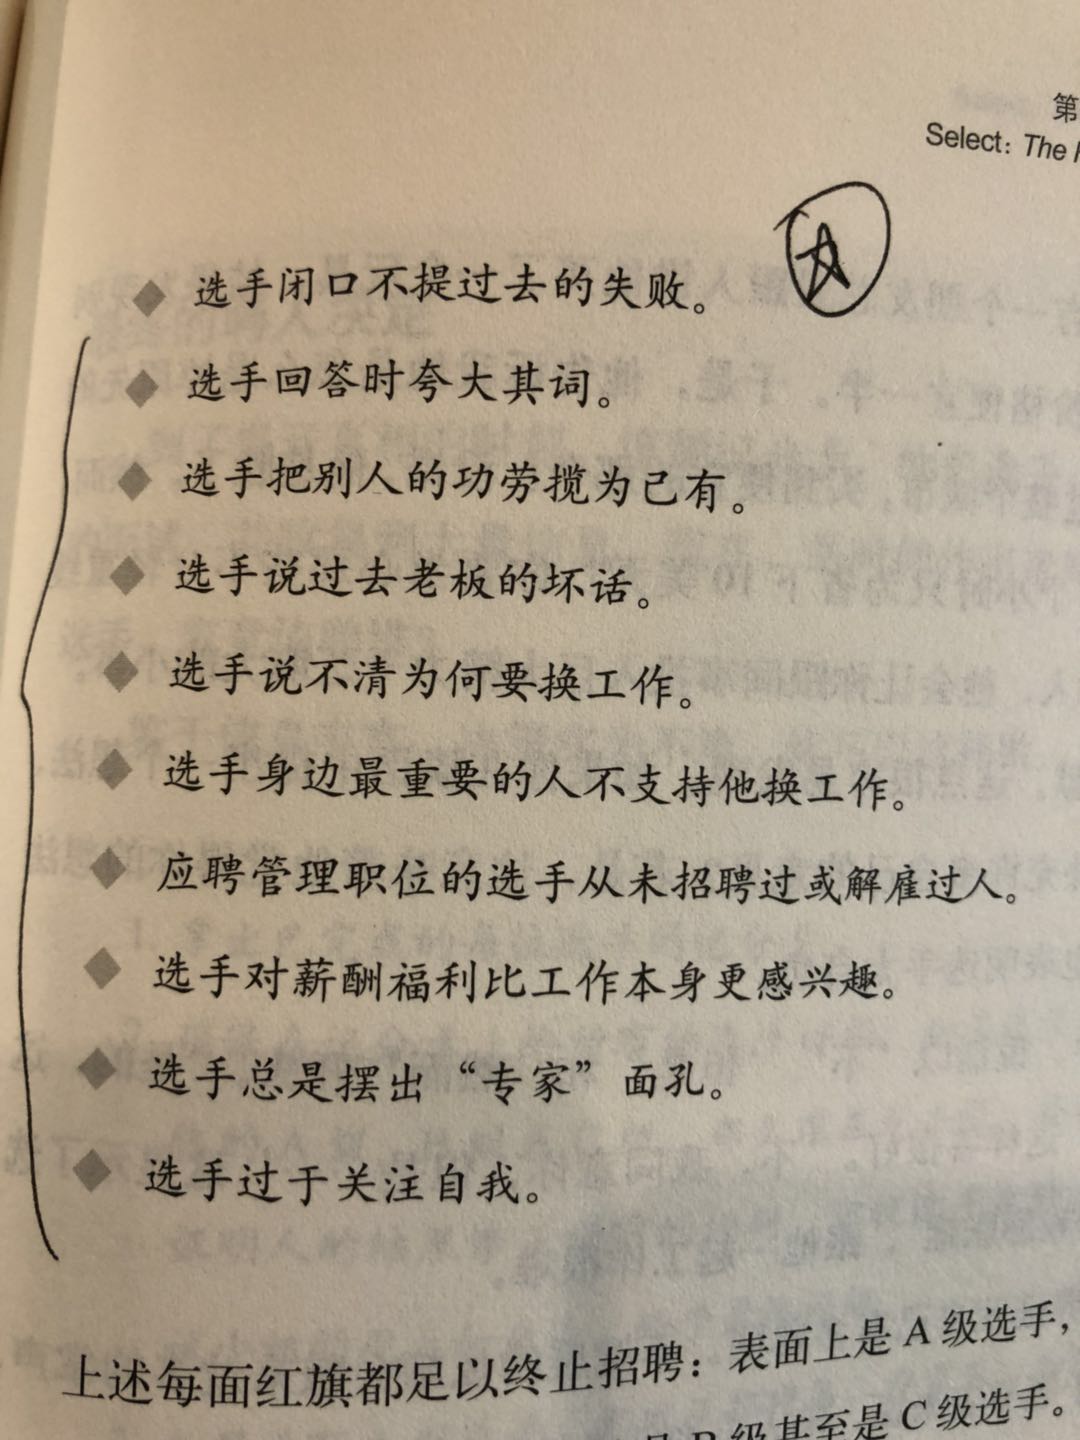 第
Select: The
选手闭口不提过去的失败。
选手回答时夸大其词。
选手把别人的功劳揽为己有。
选手说过去老板的坏话。
选手说不清为何要换工作。
选手身边最重要的人不支持他换工作。
应聘管理职位的选手从未招聘过或解雇过人。
选手对薪酬福利比工作本身更感兴趣。
选手总是摆出“专家”面孔。
选手过于关注自我。
上述每面红旗都足以终止招聘：表面上是A级选手，
B级甚至是C级选手。